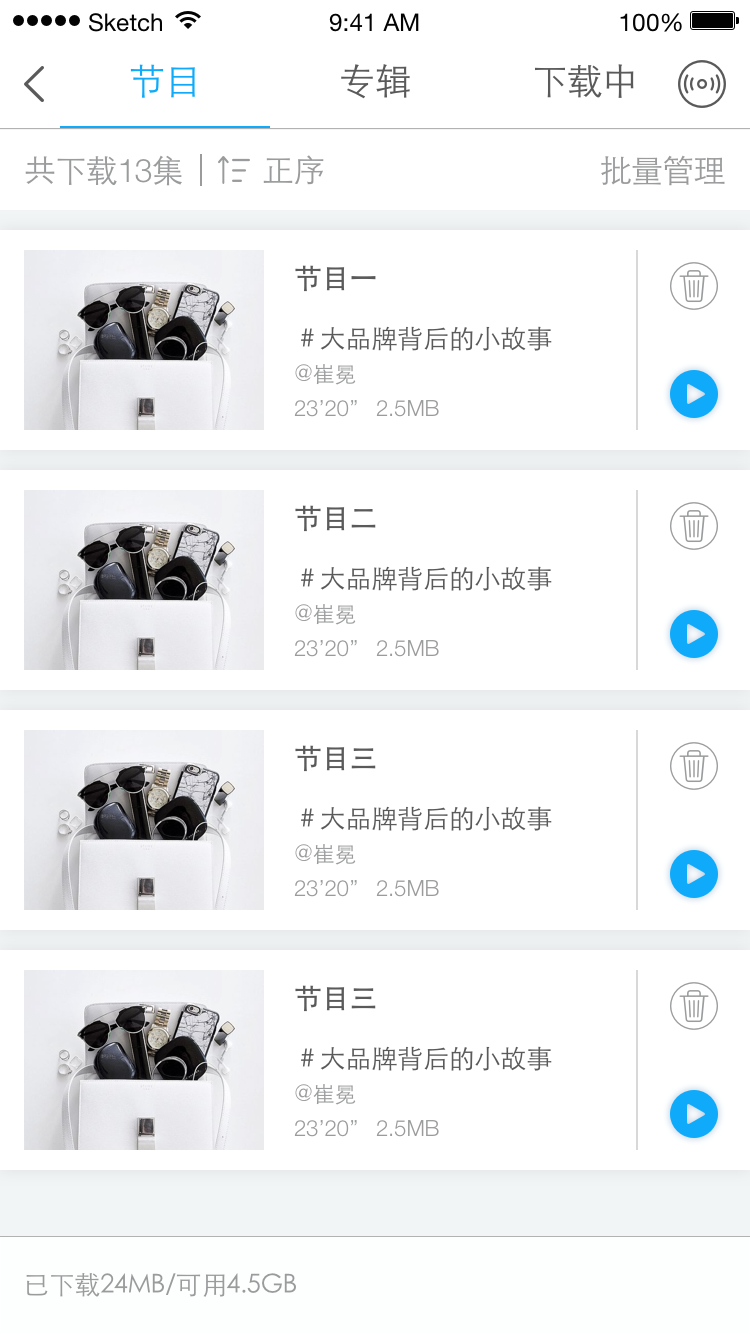 Sketch 9:41 AM 100%
节目 专辑 下载中
共下载13集 正序 批量管理
节目一
# 大品牌背后的小故事
@崔冕
23’20” 2.5MB
节目二
# 大品牌背后的小故事
@崔冕
23’20” 2.5MB
节目三
# 大品牌背后的小故事
@崔冕
23’20” 2.5MB
节目三
# 大品牌背后的小故事
@崔冕
23’20” 2.5MB
已下载24MB/可用4.5GB